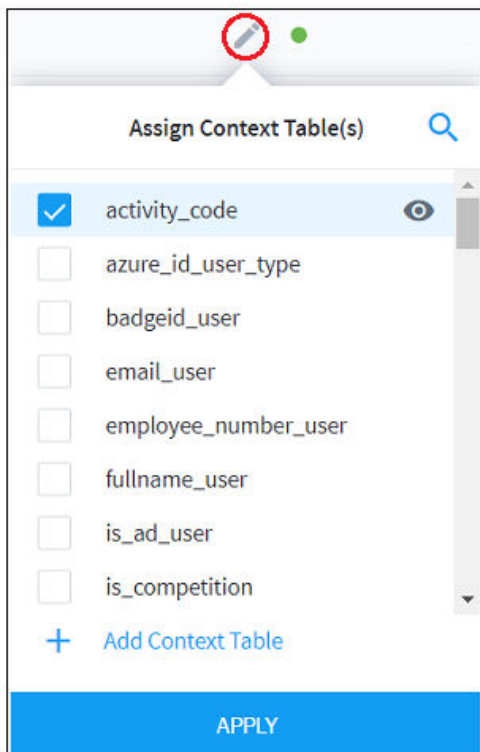 Assign Context Table(s)
activity_code
azure_id_user_type
badgeid_user
email_user
employee_number_user
fullname_user
is_ad_user
is_competition
Add Context Table
APPLY